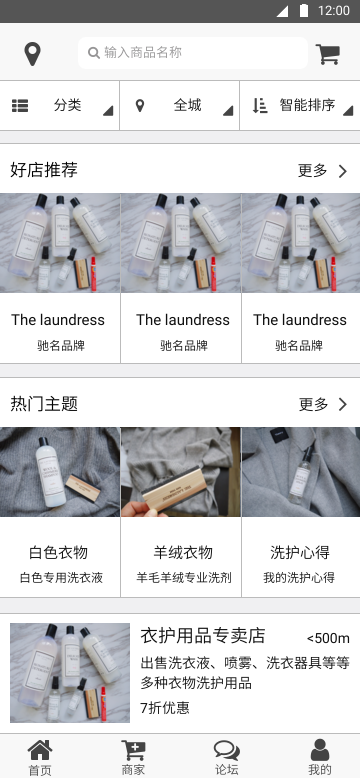 12:00
输入商品名称
分类
全城
智能排序
好店推荐
更多
The laundress
The laundress
The laundress
驰名品牌
驰名品牌
驰名品牌
热门主题
更多
白色衣物
羊绒衣物
洗护心得
白色专用洗衣液
羊毛羊绒专业洗剂
我的洗护心得
衣护用品专卖店
<500m
出售洗衣液、喷雾、洗衣器具等等
多种衣物洗护用品
7折优惠
首页
商家
论坛
我的